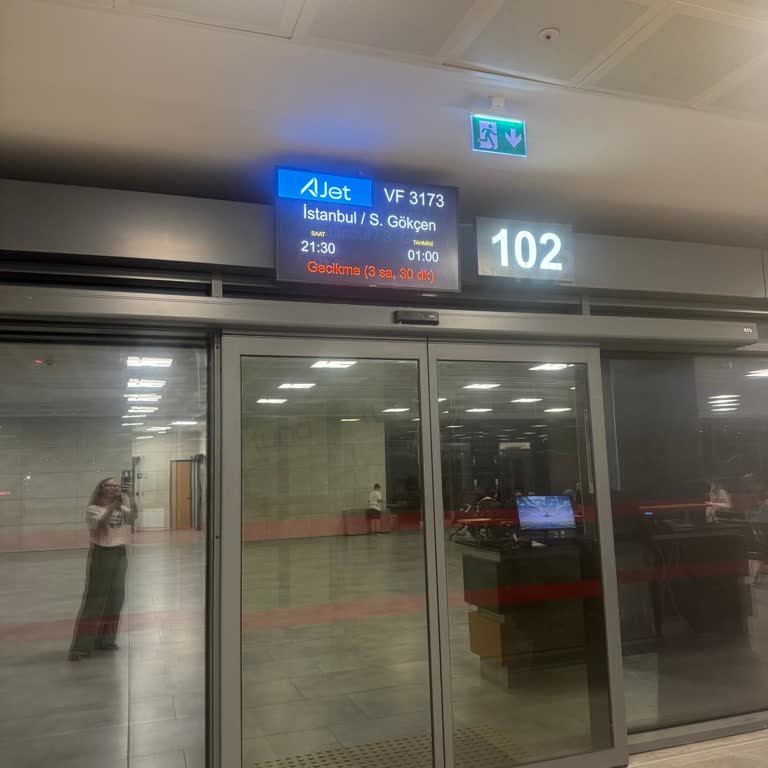 AJet VF 3173
İstanbul / S. Gökçen
SAAT TAHMİNİ
21:30 01:00
Gecikme (3 sa, 30 dk)
102